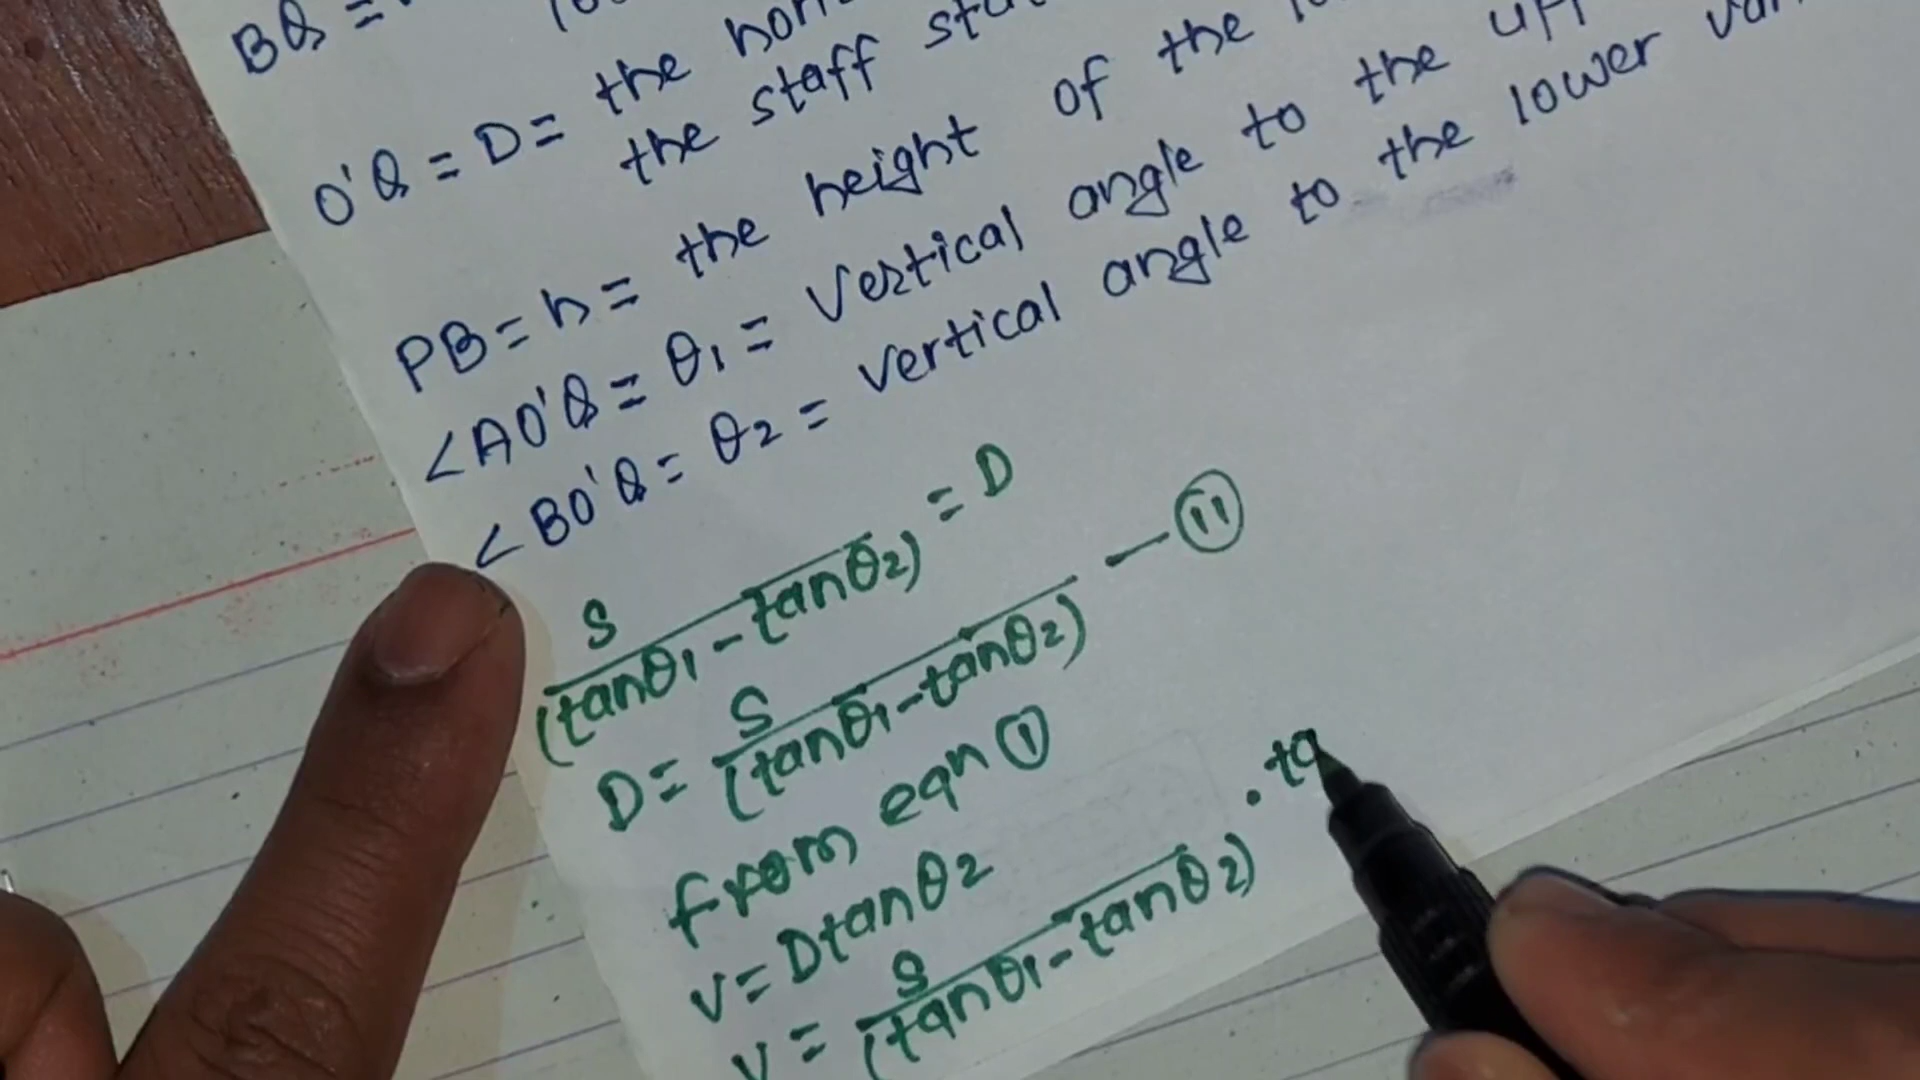 BQ =
O'Q = D = the
the staff
PB = h = the height of the
∠AO'Q = θ1 = vertical angle to the
∠BO'Q = θ2 = vertical angle to the lower
S/(tanθ1 - tanθ2) = D
D = S/(tanθ1 - tanθ2) — (11)
from eqn (1)
V = Dtanθ2
V = S/(tanθ1 - tanθ2) . ta